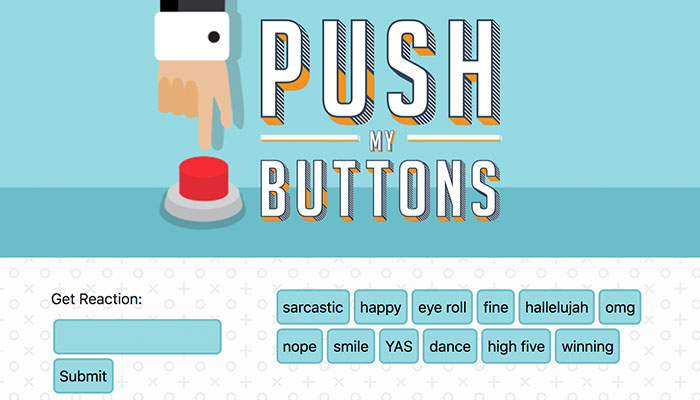 PUSH
MY
BUTTONS
Get Reaction:
Submit
sarcastic happy eye roll fine hallelujah omg
nope smile YAS dance high five winning